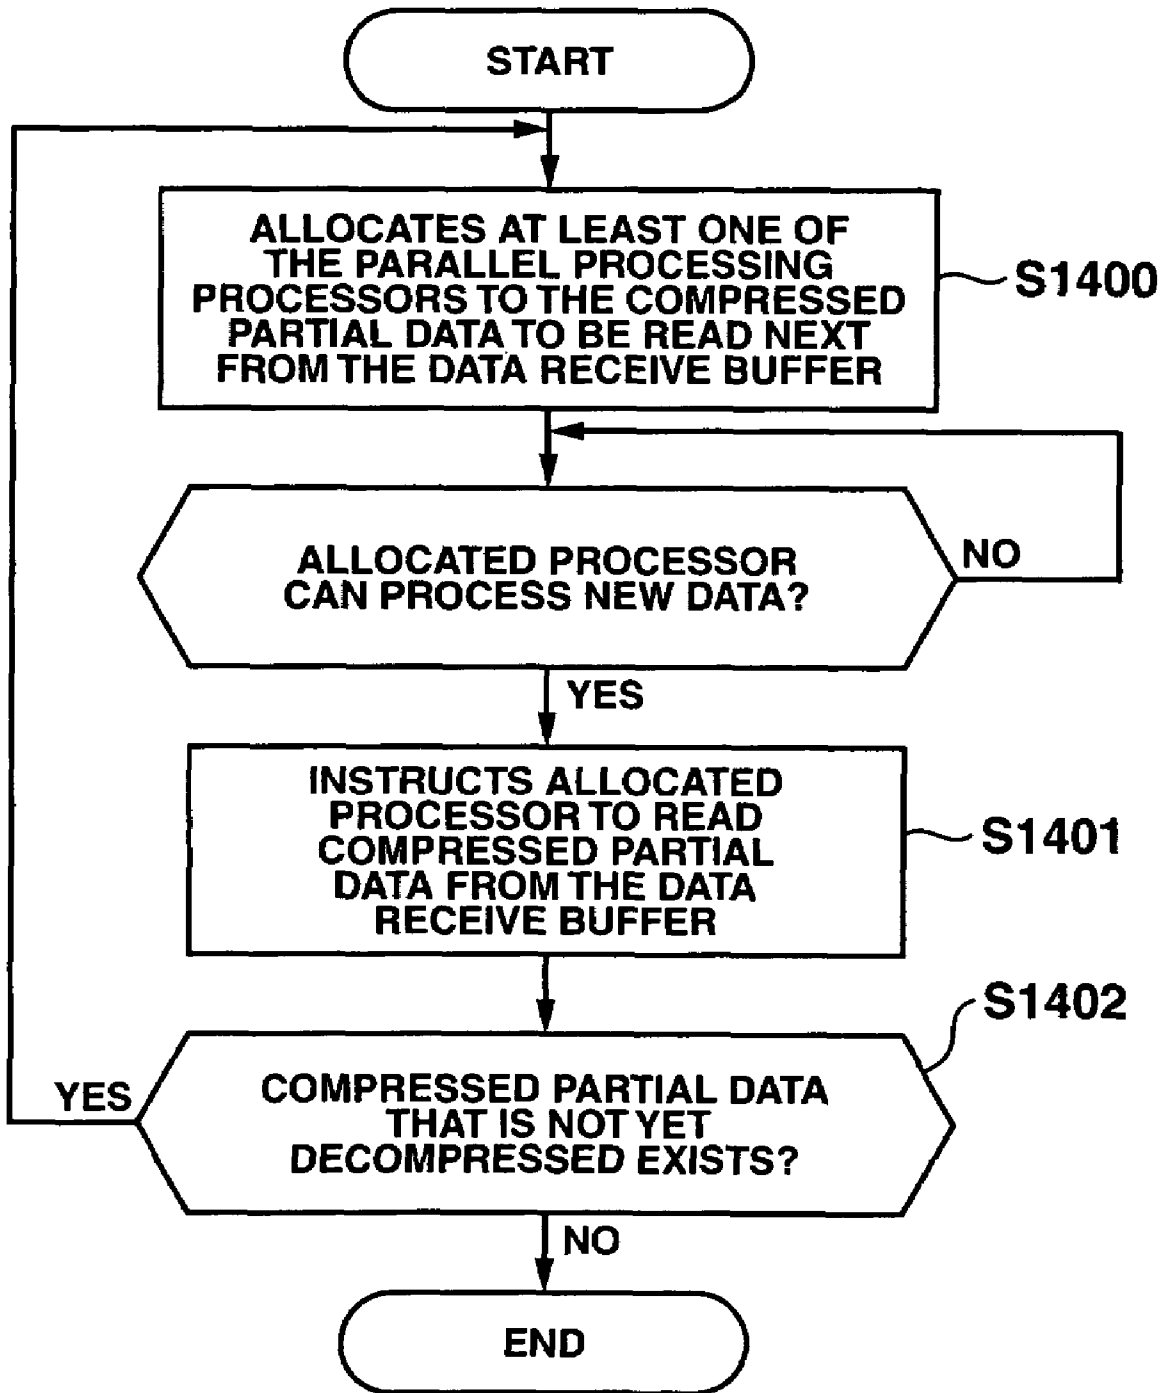 START
ALLOCATES AT LEAST ONE OF
THE PARALLEL PROCESSING
PROCESSORS TO THE COMPRESSED
PARTIAL DATA TO BE READ NEXT
FROM THE DATA RECEIVE BUFFER
S1400
ALLOCATED PROCESSOR
CAN PROCESS NEW DATA?
NO
YES
INSTRUCTS ALLOCATED
PROCESSOR TO READ
COMPRESSED PARTIAL
DATA FROM THE DATA
RECEIVE BUFFER
S1401
S1402
YES
COMPRESSED PARTIAL DATA
THAT IS NOT YET
DECOMPRESSED EXISTS?
NO
END